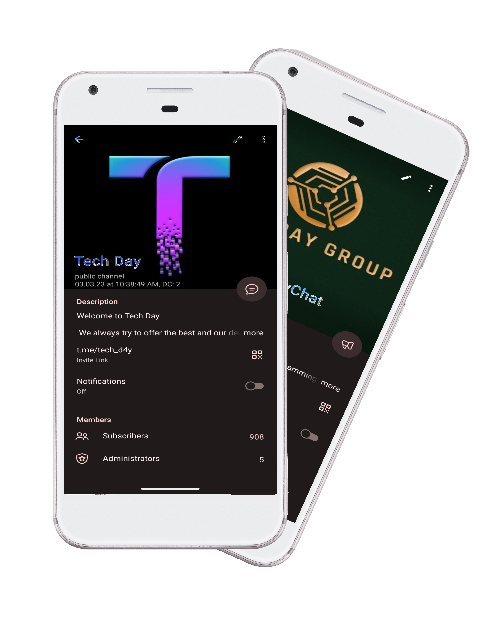 Tech Day
public channel
03.03.23 at 10:38:49 AM, DC: 2
Description
Welcome to Tech Day
We always try to offer the best and our de more
t.me/tech_d4y
Invite Link
Notifications
Off
Members
Subscribers 908
Administrators 5
AY GROUP
yChat
amming, more